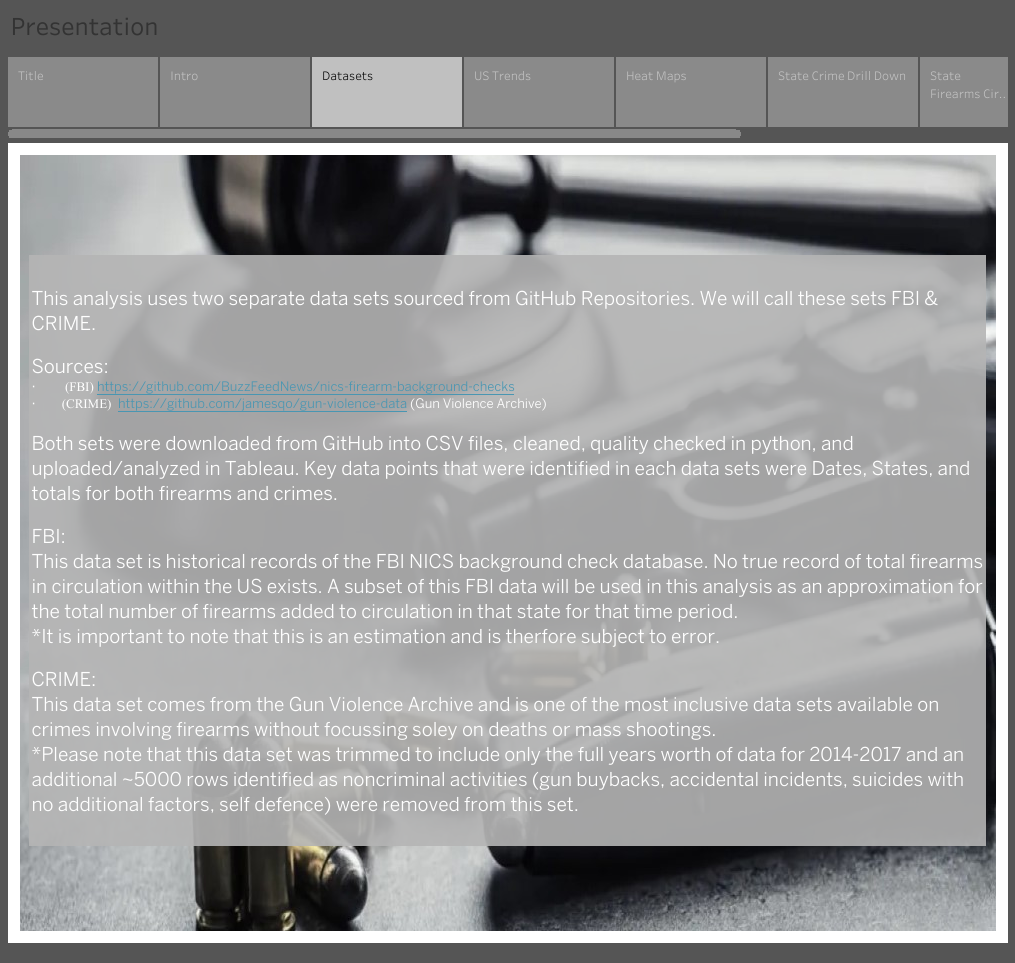 Presentation
Title
Intro
Datasets
US Trends
Heat Maps
State Crime Drill Down
State
Firearms Cir..
This analysis uses two separate data sets sourced from GitHub Repositories. We will call these sets FBI &
CRIME.
Sources:
· (FBI) https://github.com/BuzzFeedNews/nics-firearm-background-checks
· (CRIME) https://github.com/jamiesqo/gun-violence-data (Gun Violence Archive)
Both sets were downloaded from GitHub into CSV files, cleaned, quality checked in python, and
uploaded/analyzed in Tableau. Key data points that were identified in each data sets were Dates, States, and
totals for both firearms and crimes.
FBI:
This data set is historical records of the FBI NICS background check database. No true record of total firearms
in circulation within the US exists. A subset of this FBI data will be used in this analysis as an approximation for
the total number of firearms added to circulation in that state for that time period.
*It is important to note that this is an estimation and is therfore subject to error.
CRIME:
This data set comes from the Gun Violence Archive and is one of the most inclusive data sets available on
crimes involving firearms without focussing soley on deaths or mass shootings.
*Please note that this data set was trimmed to include only the full years worth of data for 2014-2017 and an
additional ~5000 rows identified as noncriminal activities (gun buybacks, accidental incidents, suicides with
no additional factors, self defence) were removed from this set.